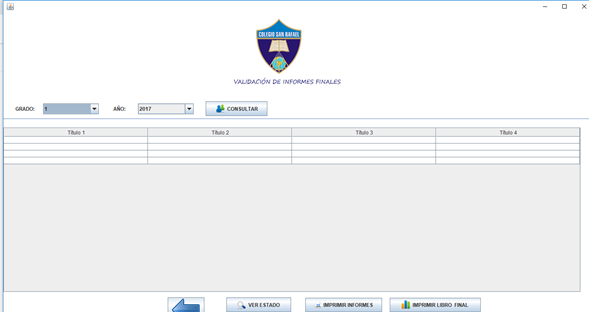 COLEGIO SAN RAFAEL
VALIDACIÓN DE INFORMES FINALES
GRADO: 1 AÑO: 2017 CONSULTAR
Título 1 Título 2 Título 3 Título 4
VER ESTADO IMPRIMIR INFORMES IMPRIMIR LIBRO FINAL